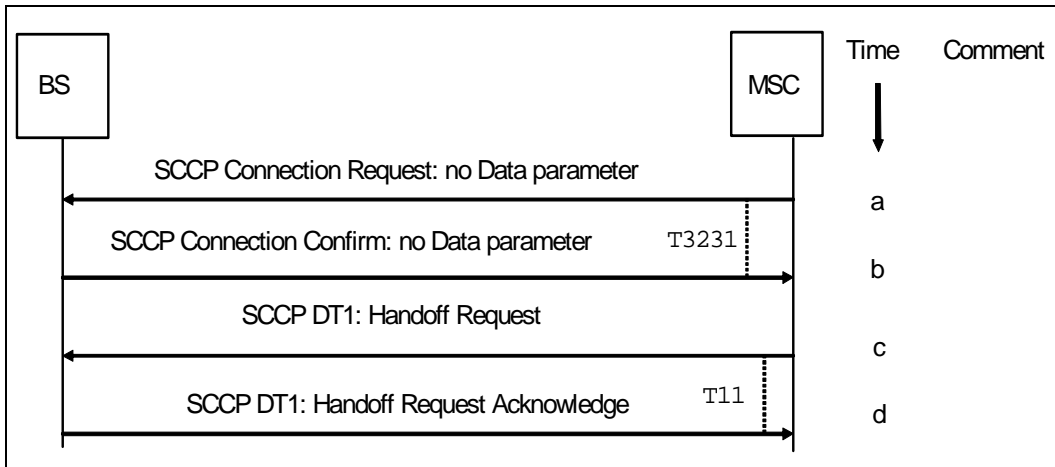 BS
MSC
Time
Comment
SCCP Connection Request: no Data parameter
a
SCCP Connection Confirm: no Data parameter
T3231
b
SCCP DT1: Handoff Request
c
SCCP DT1: Handoff Request Acknowledge
T11
d